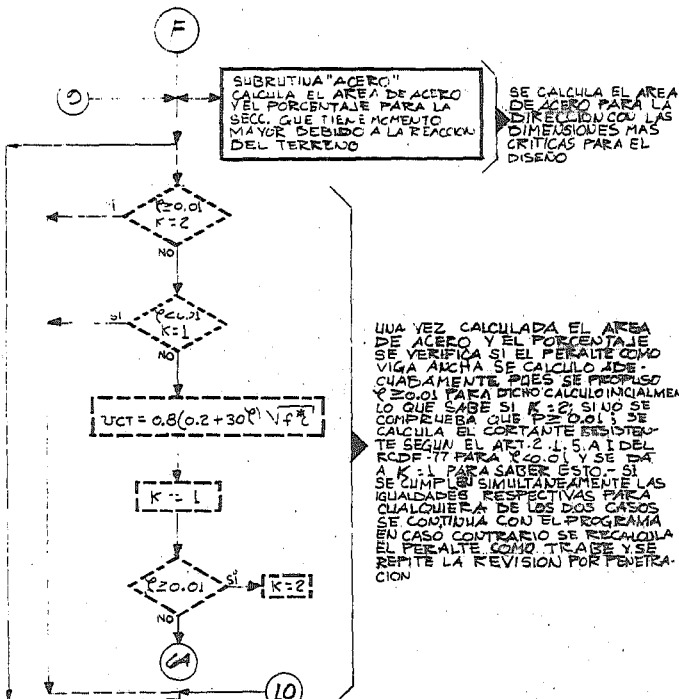 F
9
SUBRUTINA "ACERO"
CALCULA EL AREA DE ACERO
Y EL PORCENTAJE PARA LA
SECC. QUE TIENE MOMENTO
MAYOR DEBIDO A LA REACCION
DEL TERRENO
SE CALCULA EL AREA
DE ACERO PARA LA
DIRECCION CON LAS
DIMENSIONES MAS
CRITICAS PARA EL
DISEÑO
ρ≥0.01
K=2
NO
SI
ρ<0.01
K=1
NO
vCT = 0.8(0.2+30ρ)√f*c
K = 1
ρ≥0.01
SI
K=2
NO
6A
10
UNA VEZ CALCULADA EL AREA
DE ACERO Y EL PORCENTAJE
SE VERIFICA SI EL PERALTE COMO
VIGA ANCHA SE CALCULO ADE-
CUADAMENTE PUES SE PROPUSO
ρ≥0.01 PARA DICHO CALCULO INICIALMEN
LO QUE SABE SI K=2; SI NO SE
COMPRUEBA QUE P≥0.01; SE
CALCULA EL CORTANTE RESISTEN-
TE SEGUN EL ART. 2.1.5.A I DEL
RCDF-77 PARA ρ<0.01 Y SE DA
A K=1 PARA SABER ESTO.- SI
SE CUMPLEN SIMULTANEAMENTE LAS
IGUALDADES RESPECTIVAS PARA
CUALQUIERA DE LOS DOS CASOS
SE CONTINUA CON EL PROGRAMA
EN CASO CONTRARIO SE RECALCULA
EL PERALTE COMO TRABE Y SE
REPITE LA REVISION POR PENETRA-
CION